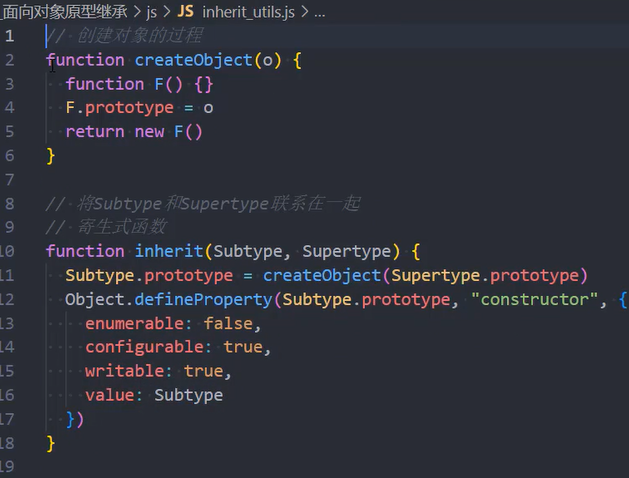 _面向对象原型继承 > js > JS inherit_utils.js > ...
1 // 创建对象的过程
2 function createObject(o) {
3   function F() {}
4   F.prototype = o
5   return new F()
6 }
7
8 // 将Subtype和Supertype联系在一起
9 // 寄生式函数
10 function inherit(Subtype, Supertype) {
11   Subtype.prototype = createObject(Supertype.prototype)
12   Object.defineProperty(Subtype.prototype, "constructor", {
13     enumerable: false,
14     configurable: true,
15     writable: true,
16     value: Subtype
17   })
18 }
19